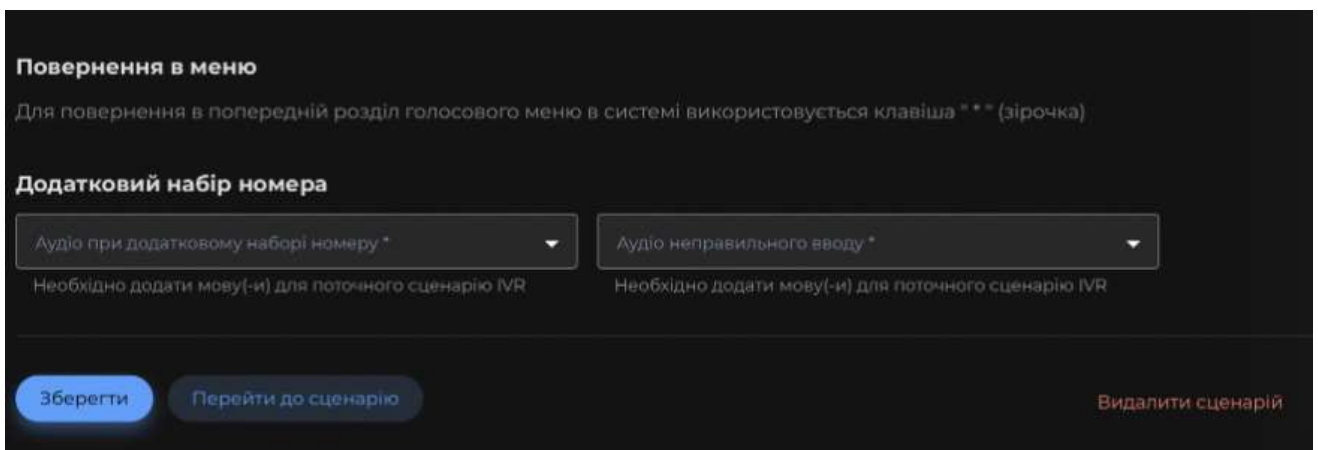 Повернення в меню
Для повернення в попередній розділ голосового меню в системі використовується клавіша " * " (зірочка)
Додатковий набір номера
Аудіо при додатковому наборі номеру *
Аудіо неправильного вводу *
Необхідно додати мову(-и) для поточного сценарію IVR
Необхідно додати мову(-и) для поточного сценарію IVR
Зберегти
Перейти до сценарію
Видалити сценарій